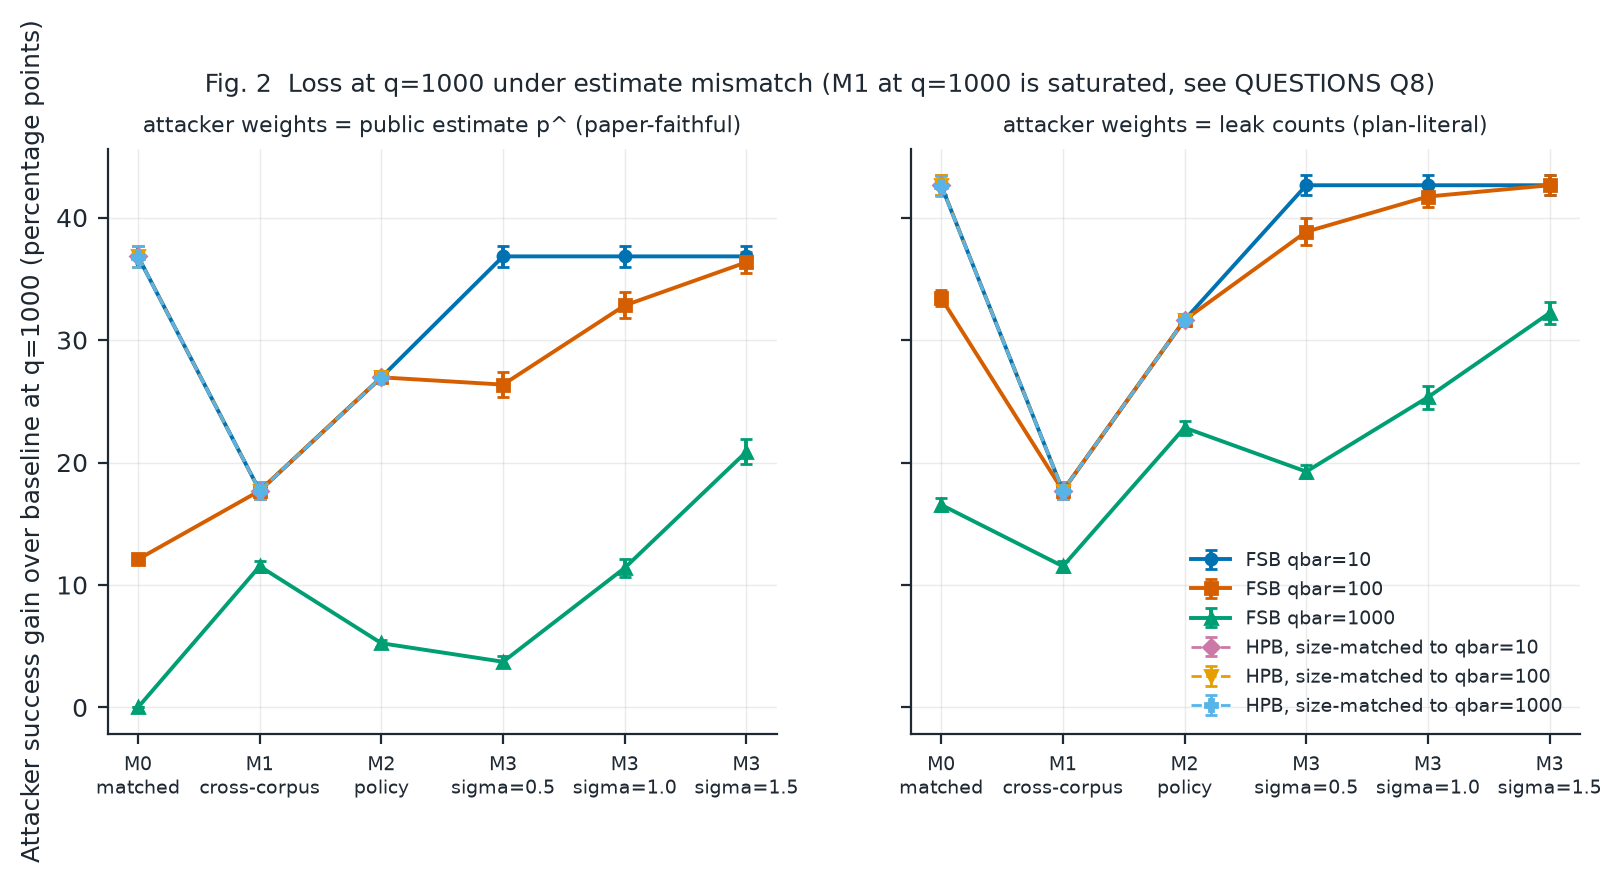 Fig. 2  Loss at q=1000 under estimate mismatch (M1 at q=1000 is saturated, see QUESTIONS Q8)
Attacker success gain over baseline at q=1000 (percentage points)
attacker weights = public estimate p^ (paper-faithful)
40
30
20
10
0
M0
matched
M1
cross-corpus
M2
policy
M3
sigma=0.5
M3
sigma=1.0
M3
sigma=1.5
attacker weights = leak counts (plan-literal)
FSB qbar=10
FSB qbar=100
FSB qbar=1000
HPB, size-matched to qbar=10
HPB, size-matched to qbar=100
HPB, size-matched to qbar=1000
M0
matched
M1
cross-corpus
M2
policy
M3
sigma=0.5
M3
sigma=1.0
M3
sigma=1.5